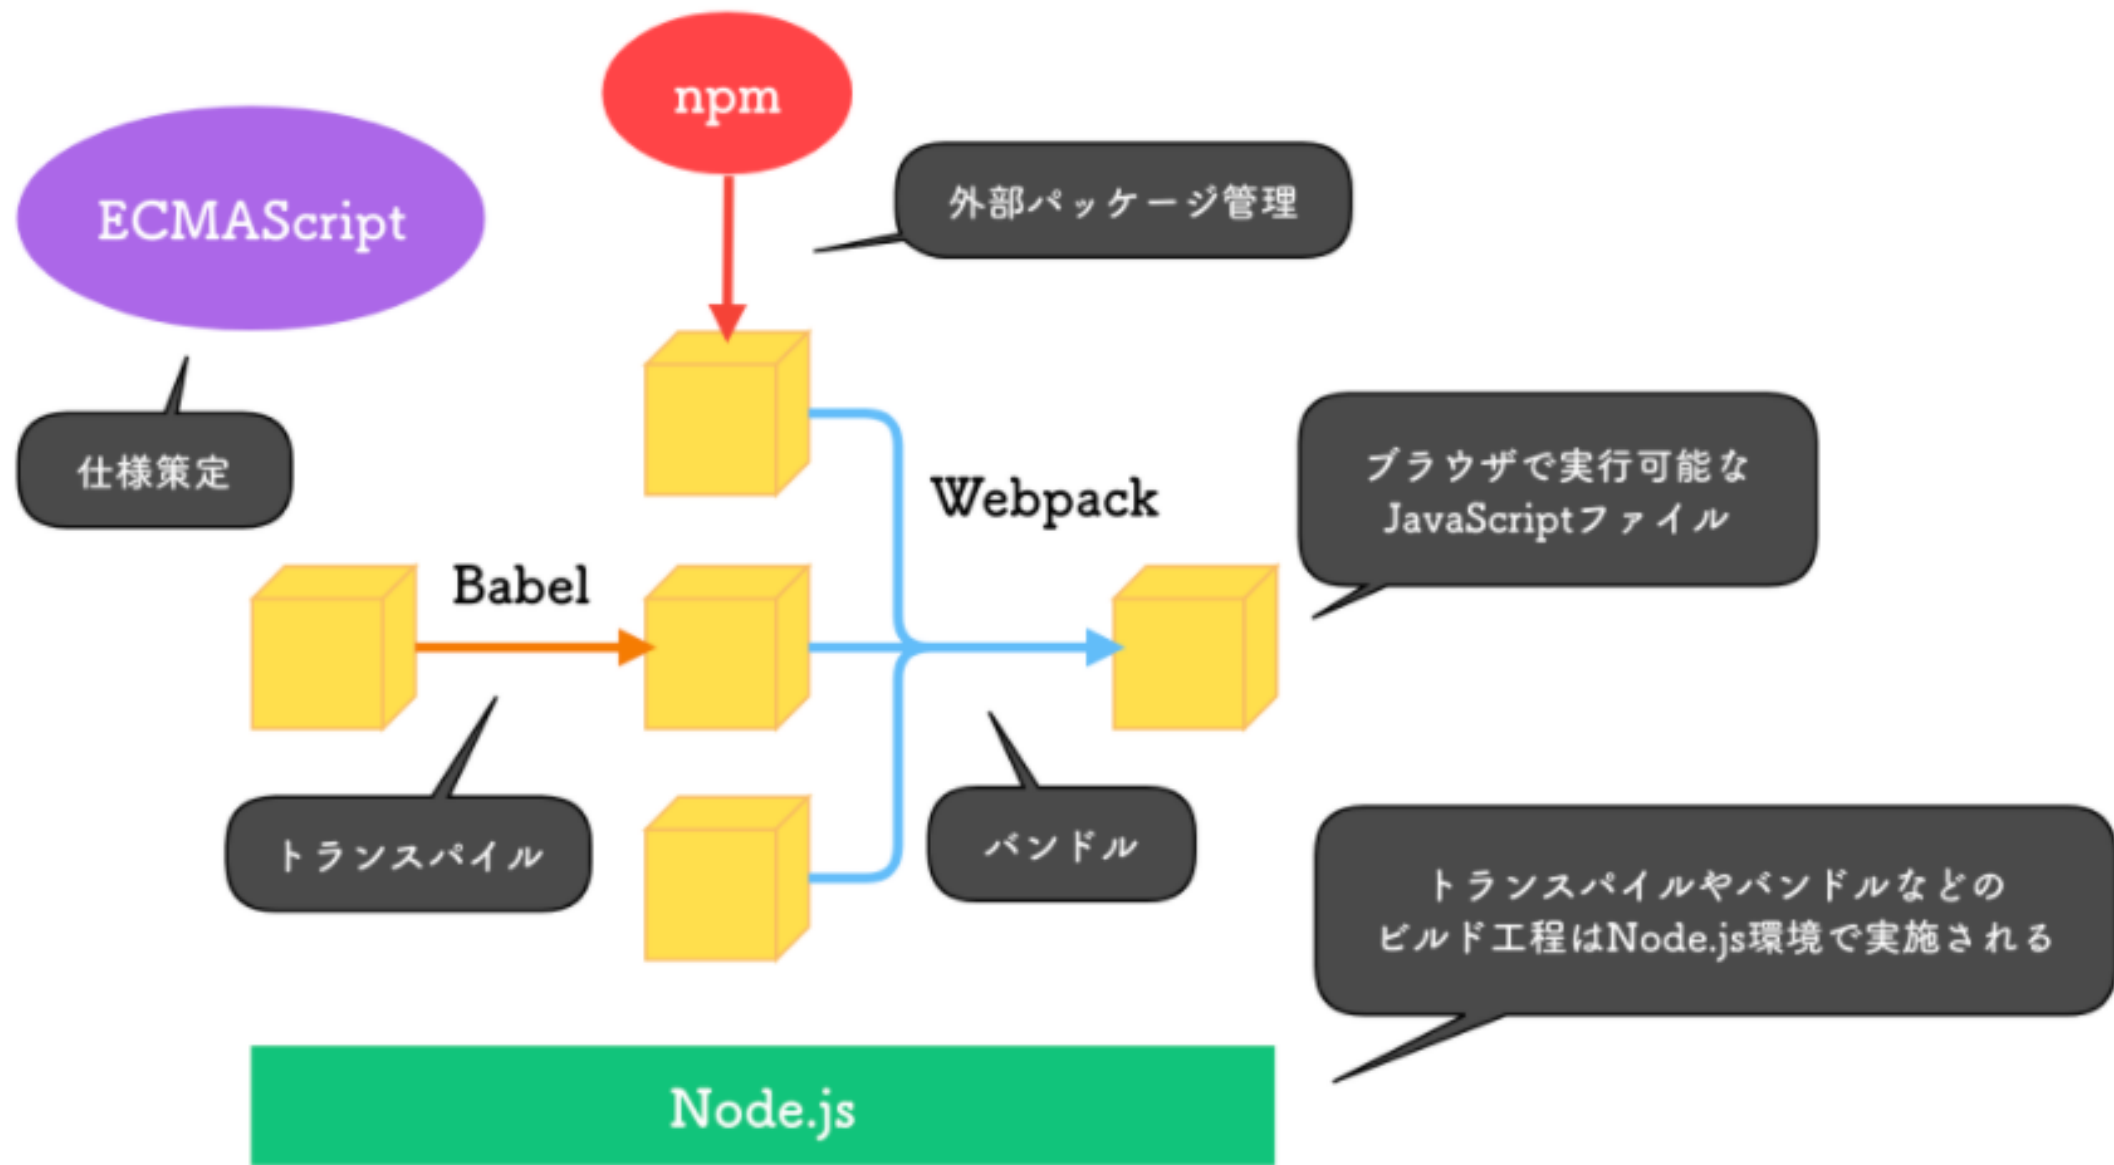 npm
外部パッケージ管理
ECMAScript
仕様策定
Webpack
ブラウザで実行可能な
JavaScriptファイル
Babel
トランスパイル
バンドル
トランスパイルやバンドルなどの
ビルド工程はNode.js環境で実施される
Node.js